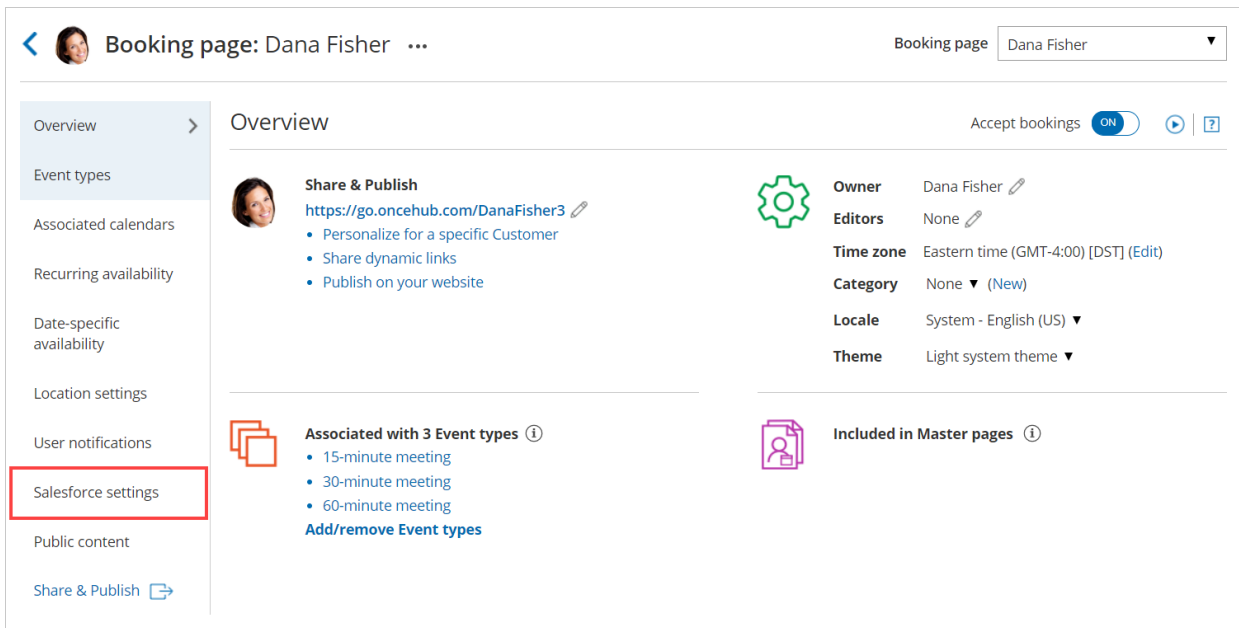 Booking page: Dana Fisher ...
Booking page Dana Fisher ▼
Overview
Event types
Associated calendars
Recurring availability
Date-specific
availability
Location settings
User notifications
Salesforce settings
Public content
Share & Publish
Overview
Accept bookings ON ?
Share & Publish
https://go.oncehub.com/DanaFisher3
• Personalize for a specific Customer
• Share dynamic links
• Publish on your website
Owner Dana Fisher
Editors None
Time zone Eastern time (GMT-4:00) [DST] (Edit)
Category None ▼ (New)
Locale System - English (US) ▼
Theme Light system theme ▼
Associated with 3 Event types i
• 15-minute meeting
• 30-minute meeting
• 60-minute meeting
Add/remove Event types
Included in Master pages i